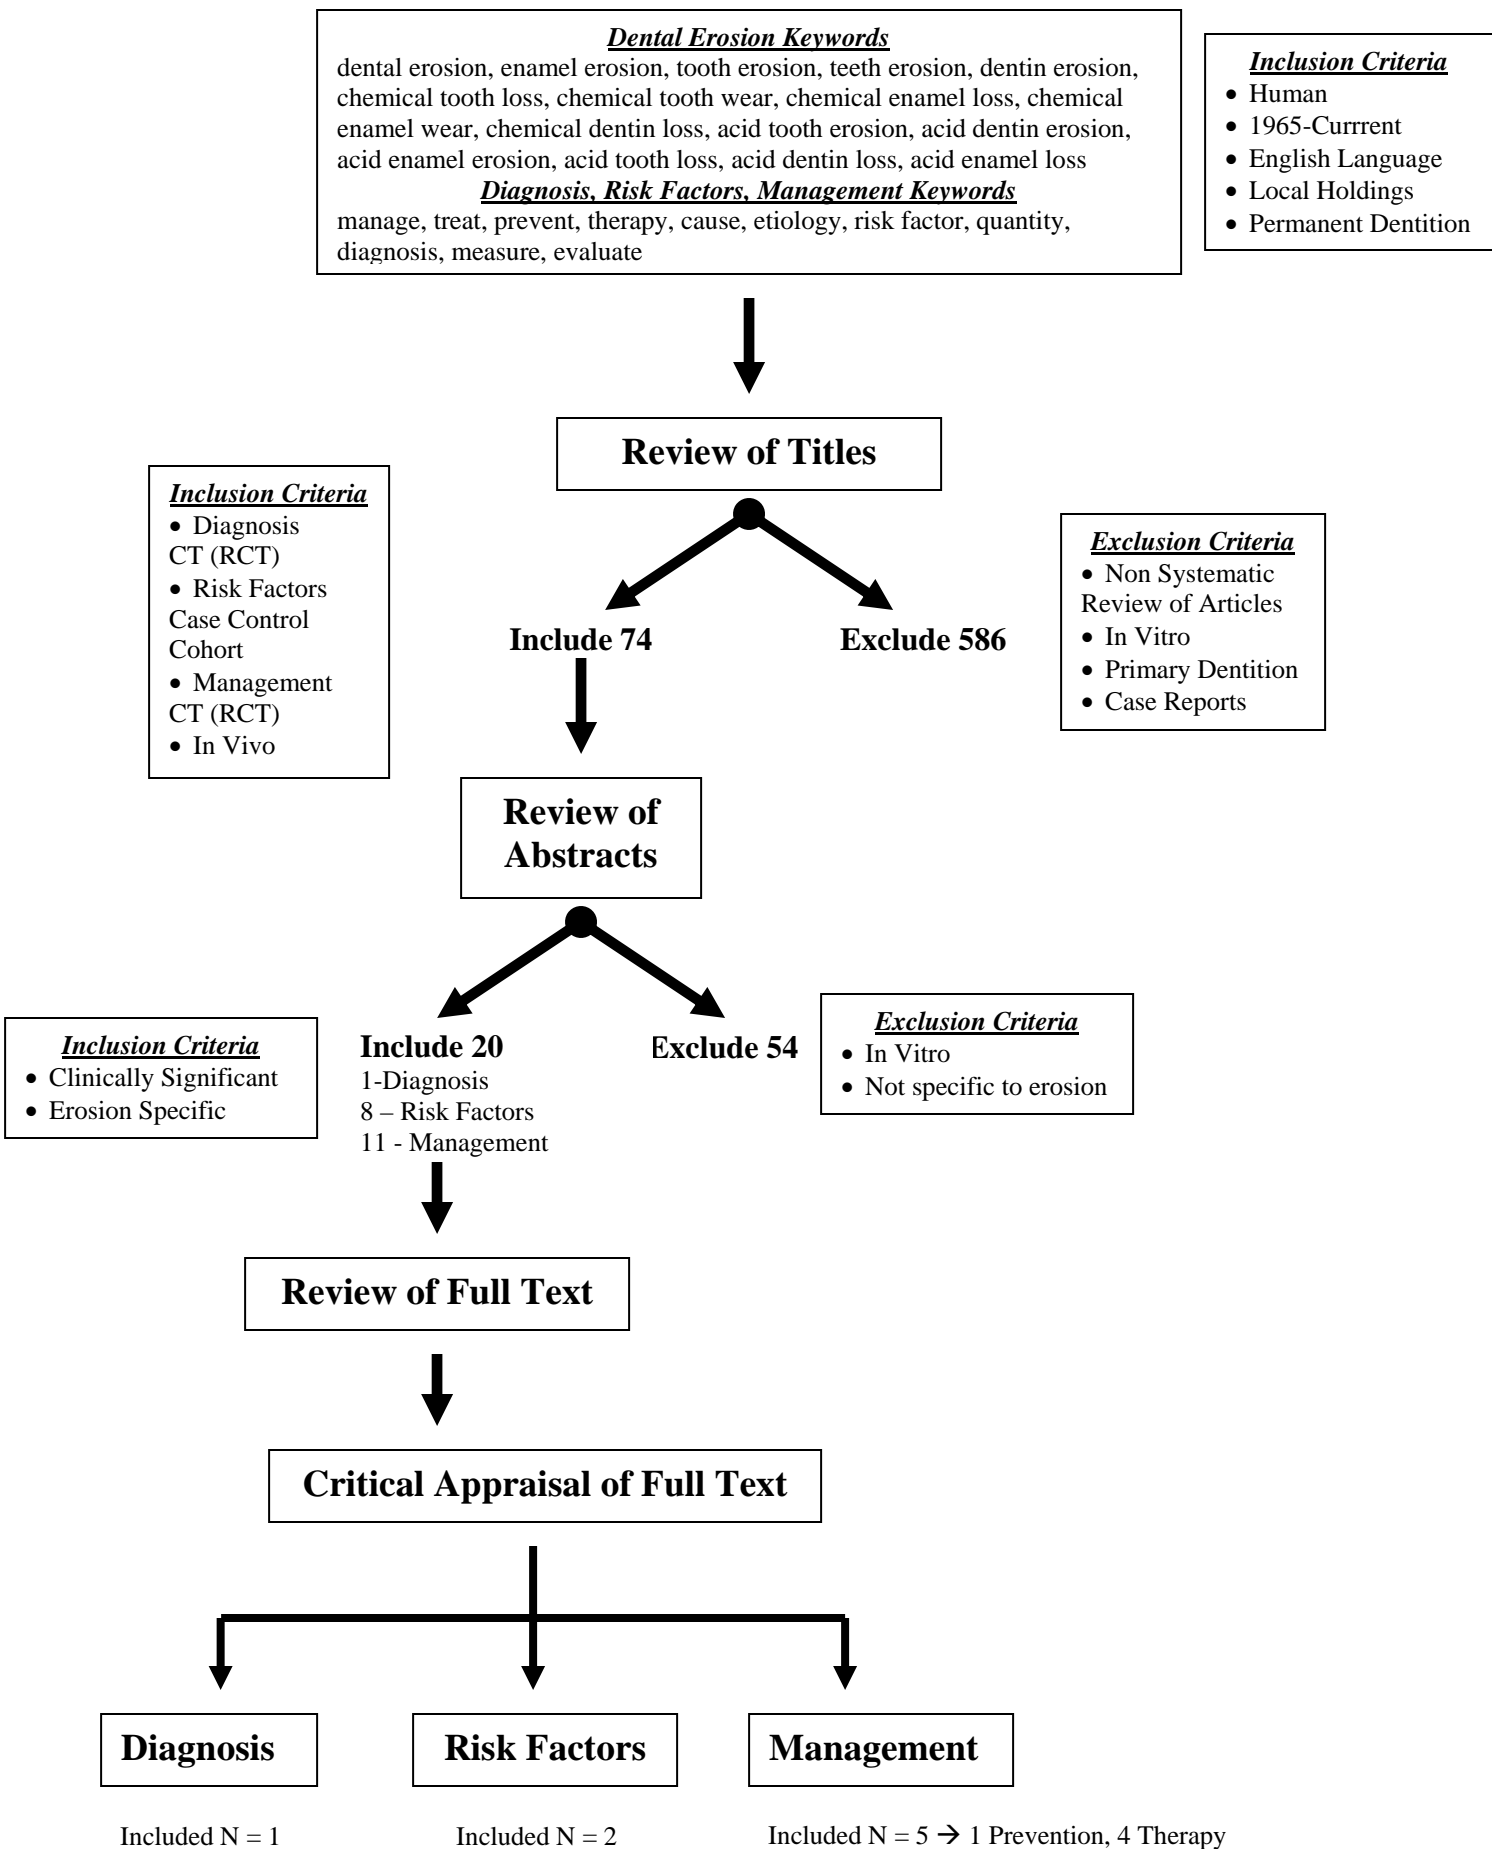 Dental Erosion Keywords
dental erosion, enamel erosion, tooth erosion, teeth erosion, dentin erosion,
chemical tooth loss, chemical tooth wear, chemical enamel loss, chemical
enamel wear, chemical dentin loss, acid tooth erosion, acid dentin erosion,
acid enamel erosion, acid tooth loss, acid dentin loss, acid enamel loss
Diagnosis, Risk Factors, Management Keywords
manage, treat, prevent, therapy, cause, etiology, risk factor, quantity,
diagnosis, measure, evaluate
Inclusion Criteria
• Human
• 1965-Currrent
• English Language
• Local Holdings
• Permanent Dentition
Review of Titles
Inclusion Criteria
• Diagnosis
CT (RCT)
• Risk Factors
Case Control
Cohort
• Management
CT (RCT)
• In Vivo
Include 74
Exclude 586
Exclusion Criteria
• Non Systematic
Review of Articles
• In Vitro
• Primary Dentition
• Case Reports
Review of
Abstracts
Inclusion Criteria
• Clinically Significant
• Erosion Specific
Include 20
1-Diagnosis
8 – Risk Factors
11 - Management
Exclude 54
Exclusion Criteria
• In Vitro
• Not specific to erosion
Review of Full Text
Critical Appraisal of Full Text
Diagnosis
Risk Factors
Management
Included N = 1
Included N = 2
Included N = 5 → 1 Prevention, 4 Therapy